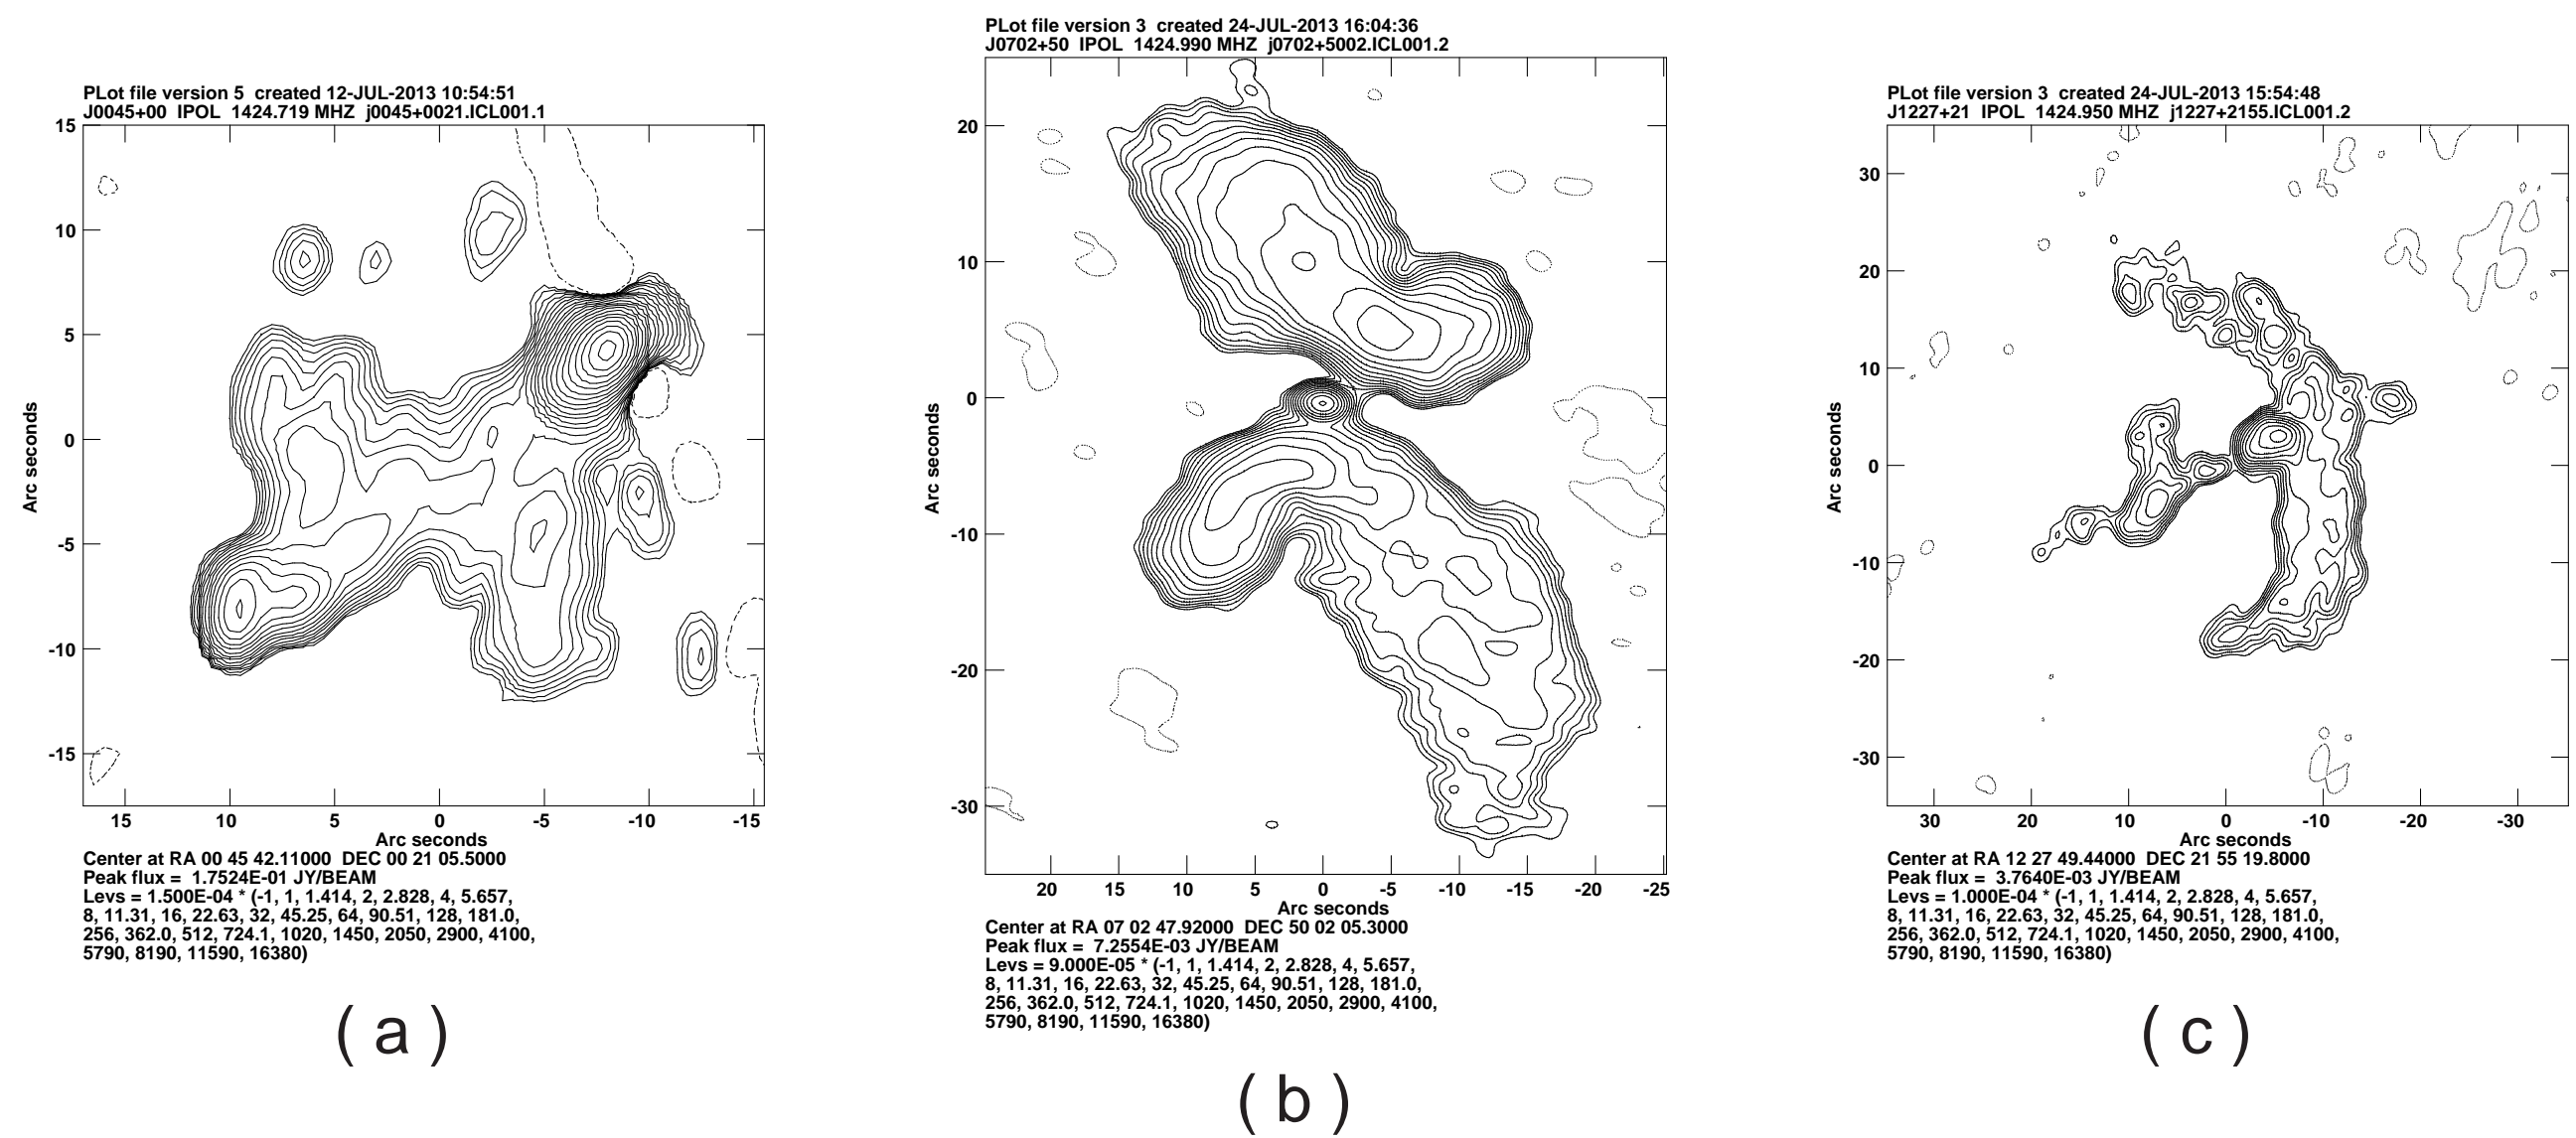 PLot file version 5 created 12-JUL-2013 10:54:51
J0045+00 IPOL 1424.719 MHZ j0045+0021.ICL001.1
15
10
5
0
-5
-10
-15
Arc seconds
15 10 5 0 -5 -10 -15
Arc seconds
Center at RA 00 45 42.11000 DEC 00 21 05.5000
Peak flux = 1.7524E-01 JY/BEAM
Levs = 1.500E-04 * (-1, 1, 1.414, 2, 2.828, 4, 5.657,
8, 11.31, 16, 22.63, 32, 45.25, 64, 90.51, 128, 181.0,
256, 362.0, 512, 724.1, 1020, 1450, 2050, 2900, 4100,
5790, 8190, 11590, 16380)
( a )
PLot file version 3 created 24-JUL-2013 16:04:36
J0702+50 IPOL 1424.990 MHZ j0702+5002.ICL001.2
20
10
0
-10
-20
-30
Arc seconds
20 15 10 5 0 -5 -10 -15 -20 -25
Arc seconds
Center at RA 07 02 47.92000 DEC 50 02 05.3000
Peak flux = 7.2554E-03 JY/BEAM
Levs = 9.000E-05 * (-1, 1, 1.414, 2, 2.828, 4, 5.657,
8, 11.31, 16, 22.63, 32, 45.25, 64, 90.51, 128, 181.0,
256, 362.0, 512, 724.1, 1020, 1450, 2050, 2900, 4100,
5790, 8190, 11590, 16380)
( b )
PLot file version 3 created 24-JUL-2013 15:54:48
J1227+21 IPOL 1424.950 MHZ j1227+2155.ICL001.2
30
20
10
0
-10
-20
-30
Arc seconds
30 20 10 0 -10 -20 -30
Arc seconds
Center at RA 12 27 49.44000 DEC 21 55 19.8000
Peak flux = 3.7640E-03 JY/BEAM
Levs = 1.000E-04 * (-1, 1, 1.414, 2, 2.828, 4, 5.657,
8, 11.31, 16, 22.63, 32, 45.25, 64, 90.51, 128, 181.0,
256, 362.0, 512, 724.1, 1020, 1450, 2050, 2900, 4100,
5790, 8190, 11590, 16380)
( c )